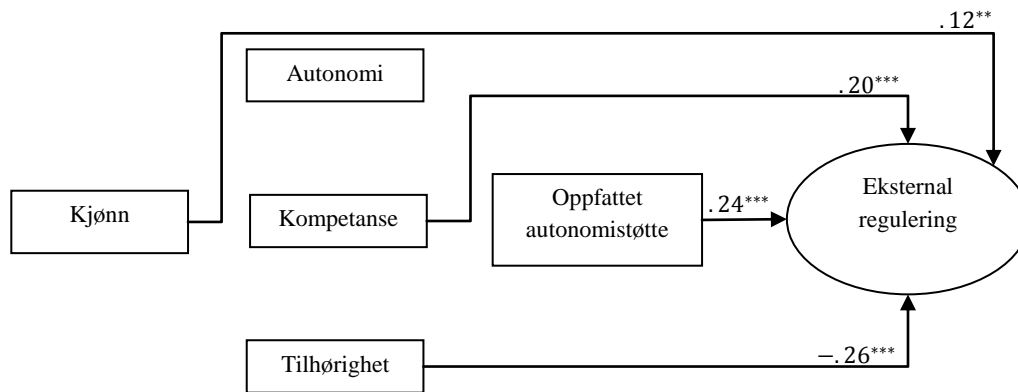 .12**
Autonomi
.20***
Kjønn
Kompetanse
Oppfattet
autonomistøtte
.24***
Eksternal
regulering
Tilhørighet
−.26***